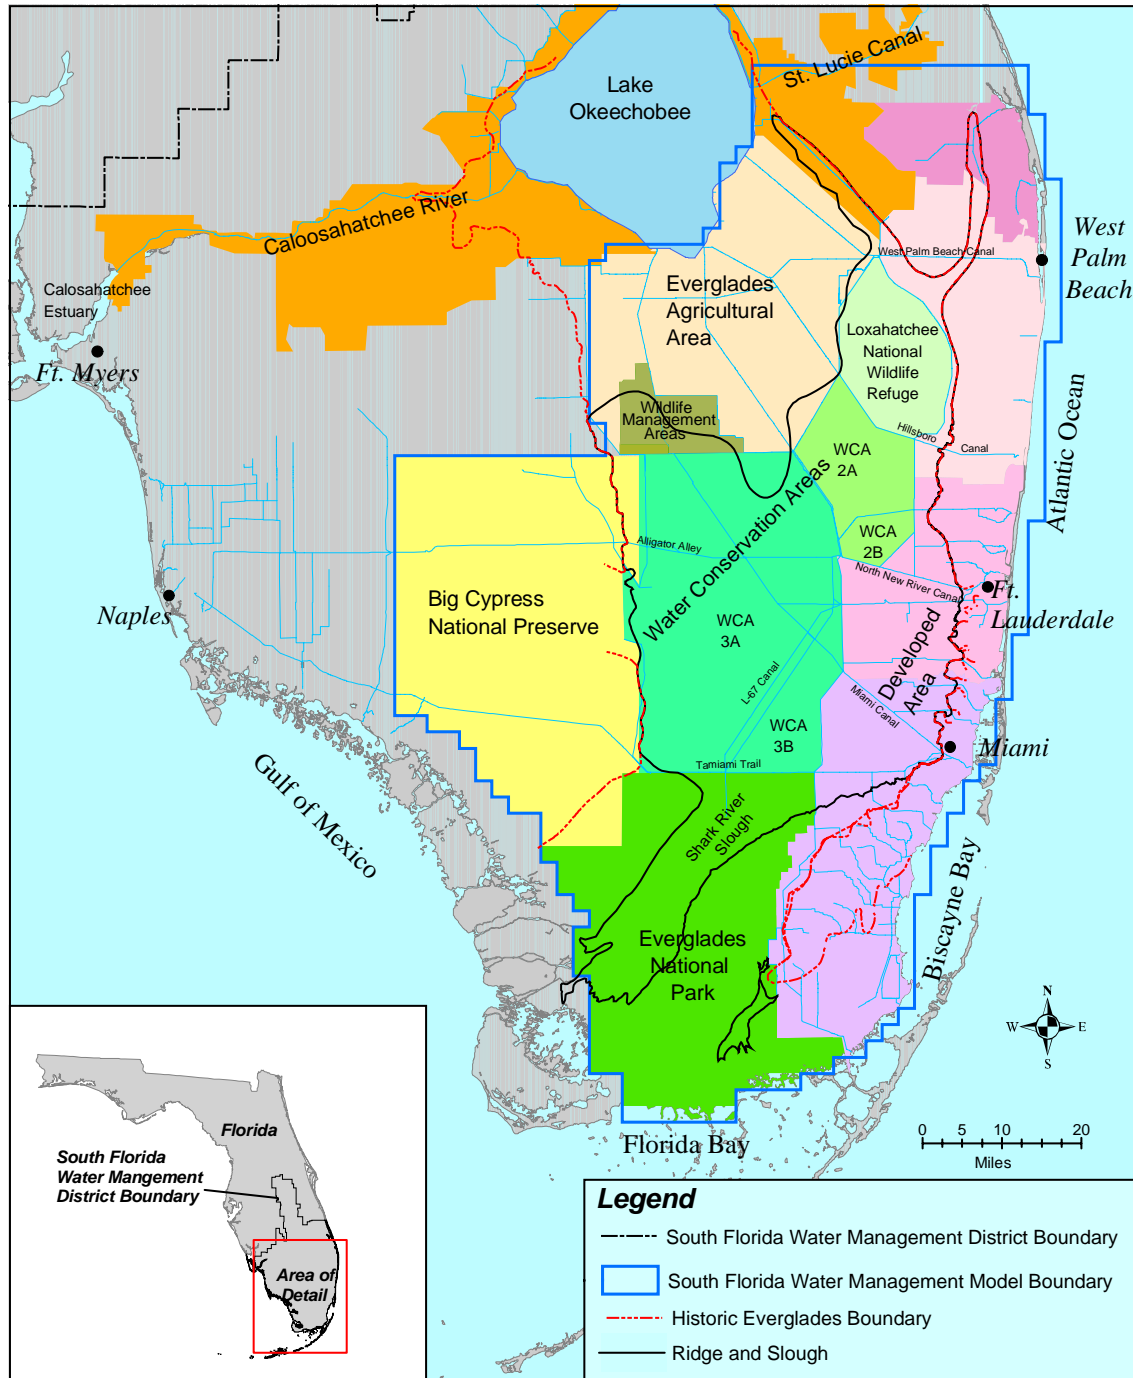 St. Lucie Canal
Lake
Okeechobee
Caloosahatchee River
West
Palm
Beach
West Palm Beach Canal
Calosahatchee
Estuary
Everglades
Agricultural
Area
Loxahatchee
National
Wildlife
Refuge
Ft. Myers
Wildlife
Management
Areas
Hillsboro
Canal
Atlantic Ocean
WCA
2A
Water Conservation Areas
WCA
2B
Alligator Alley
North New River Canal
Naples
Big Cypress
National Preserve
WCA
3A
Ft.
Lauderdale
Developed
Area
L-67 Canal
Miami Canal
WCA
3B
Miami
Tamiami Trail
Gulf of Mexico
Shark River
Slough
Biscayne Bay
Everglades
National
Park
N
W
E
S
Florida Bay
0 5 10 20
Miles
Florida
South Florida
Water Mangement
District Boundary
Area of
Detail
Legend
South Florida Water Management District Boundary
South Florida Water Management Model Boundary
Historic Everglades Boundary
Ridge and Slough